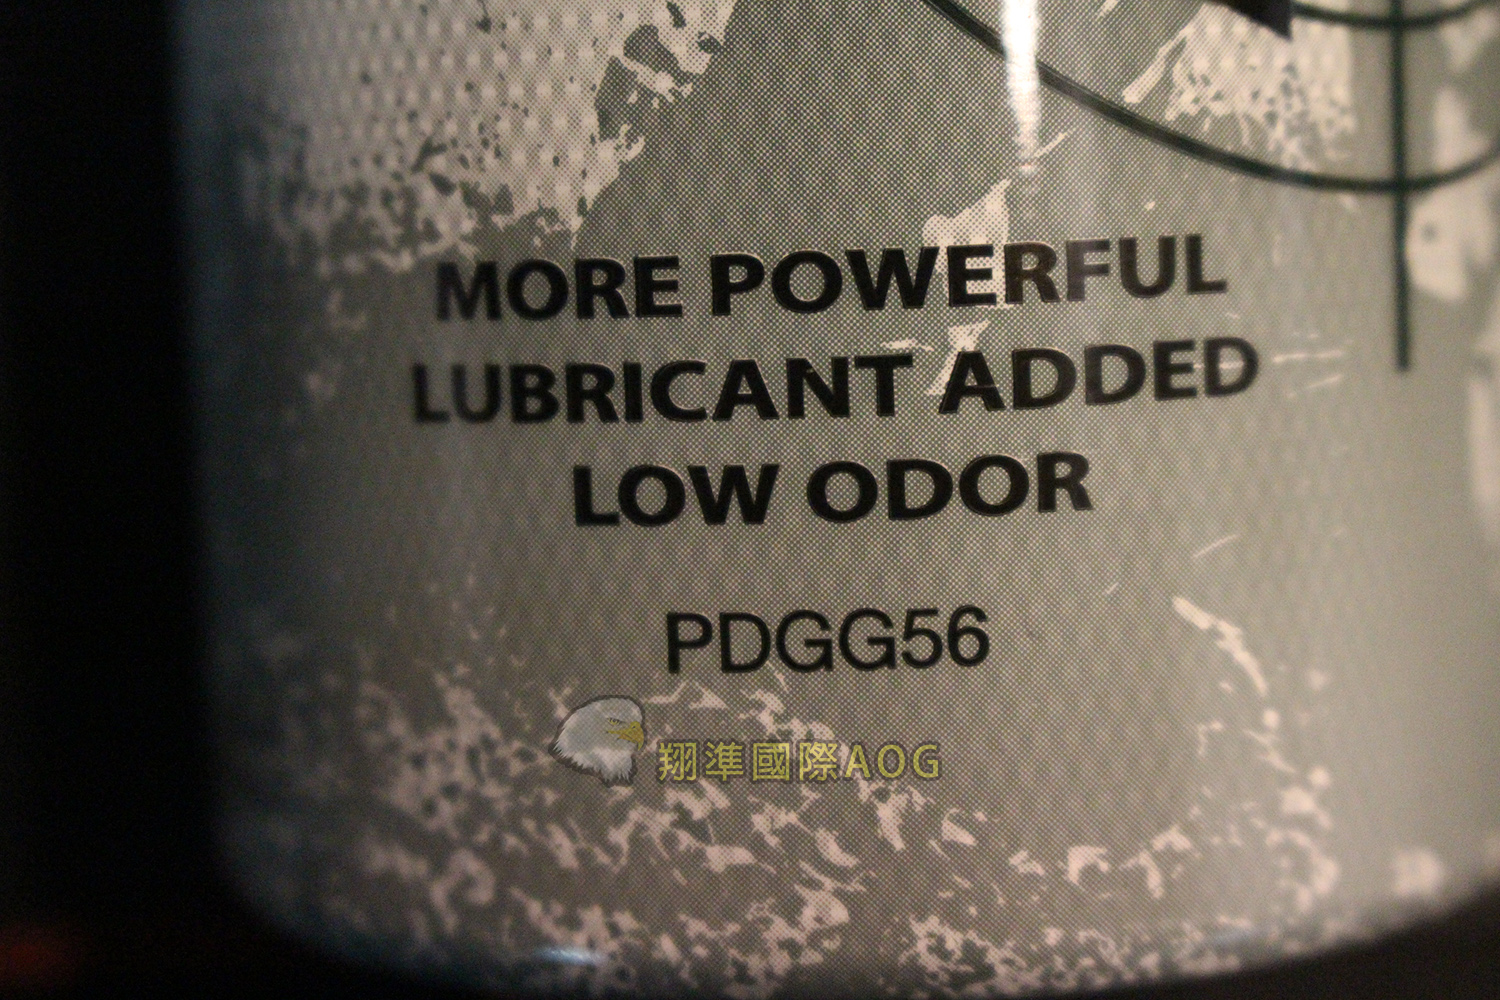 MORE POWERFUL
LUBRICANT ADDED
LOW ODOR
PDGG56
翔準國際AOG